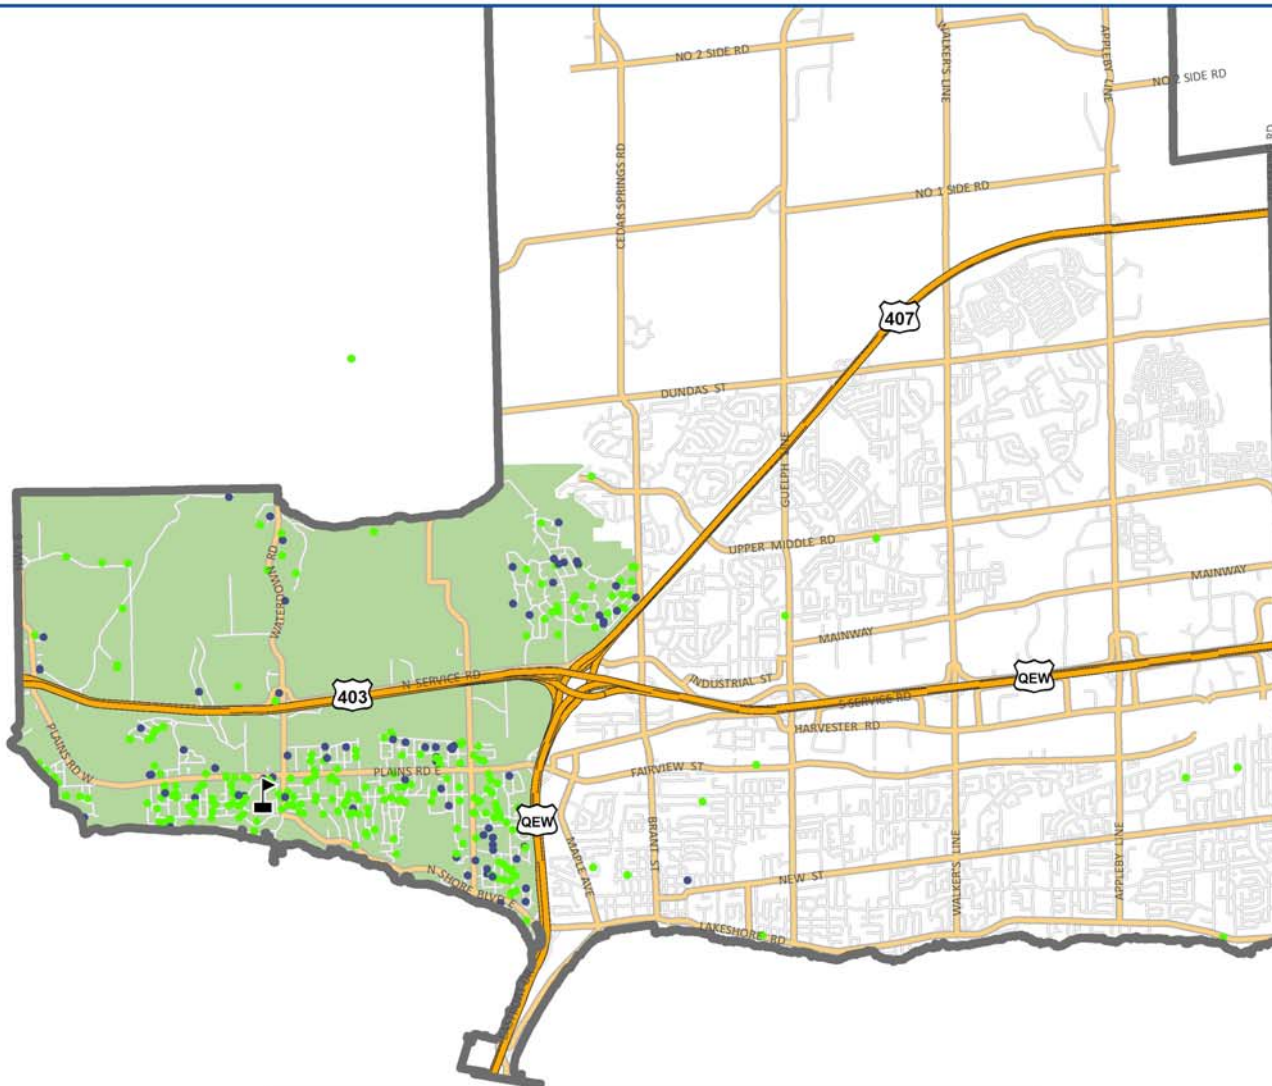 NO 2 SIDE RD
WALKER'S LINE
APPLEBY LINE
NO 2 SIDE RD
RD
CEDAR SPRINGS RD
NO 1 SIDE RD
407
DUNDAS ST
GUELPH LINE
UPPER MIDDLE RD
WATERDOWN RD
MAINWAY
MAINWAY
N SERVICE RD
403
INDUSTRIAL ST
QEW
S SERVICE RD
HARVESTER RD
PLAINS RD W
PLAINS RD E
FAIRVIEW ST
QEW
MAPLE AVE
BRANT ST
WALKER'S LINE
APPLEBY LINE
N SHORE BLVD E
NEW ST
LAKESHORE RD